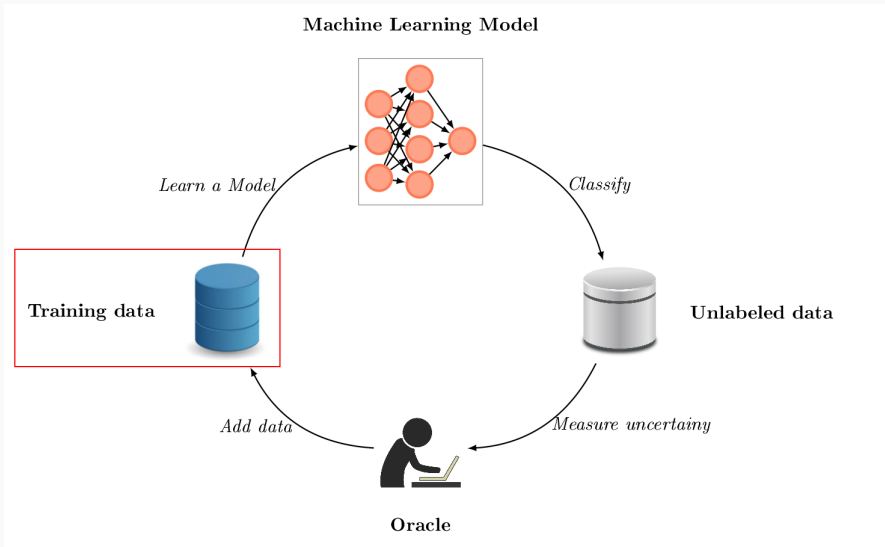 Machine Learning Model
Learn a Model
Classify
Training data
Unlabeled data
Add data
Measure uncertainy
Oracle